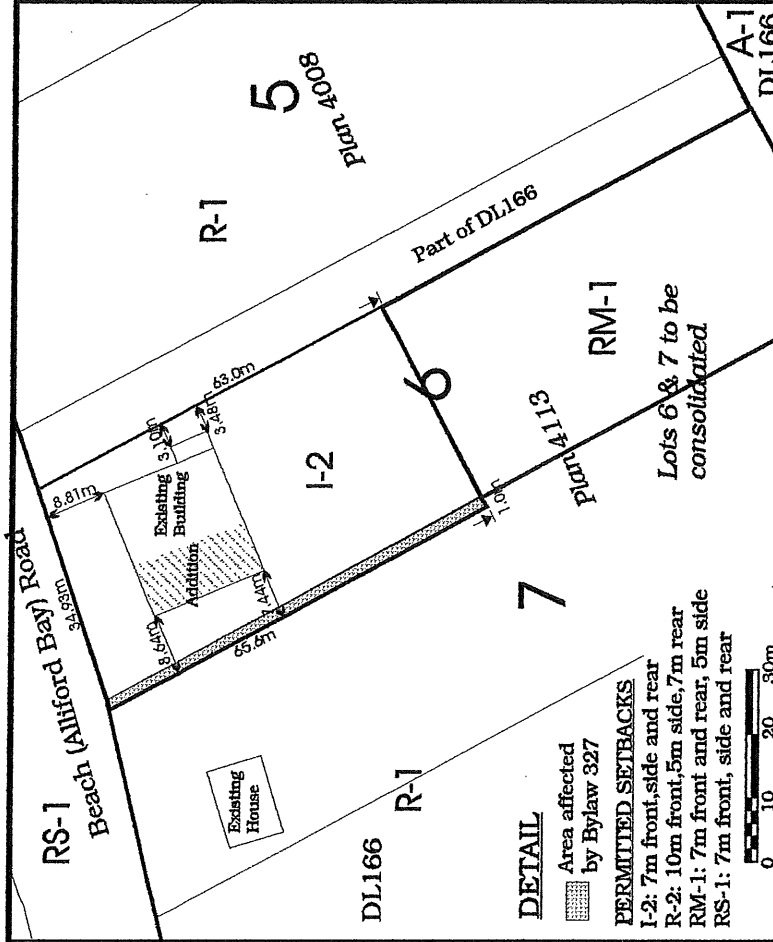 RS-1
Beach (Alliford Bay) Road
34.93m
R-1
5
Plan 4008
8.81m
Existing
Building
3.10m
3.48m
63.0m
Addition
8.64m
7.44m
65.6m
I-2
Part of DL166
6
1.0m
Plan 4113
RM-1
Lots 6 & 7 to be
consolidated
7
A-1
DL166
Existing
House
R-1
DL166
DETAIL
Area affected
by Bylaw 327
PERMITTED SETBACKS
I-2: 7m front,side and rear
R-2: 10m front,5m side,7m rear
RM-1: 7m front and rear, 5m side
RS-1: 7m front, side and rear
0 10 20 30m